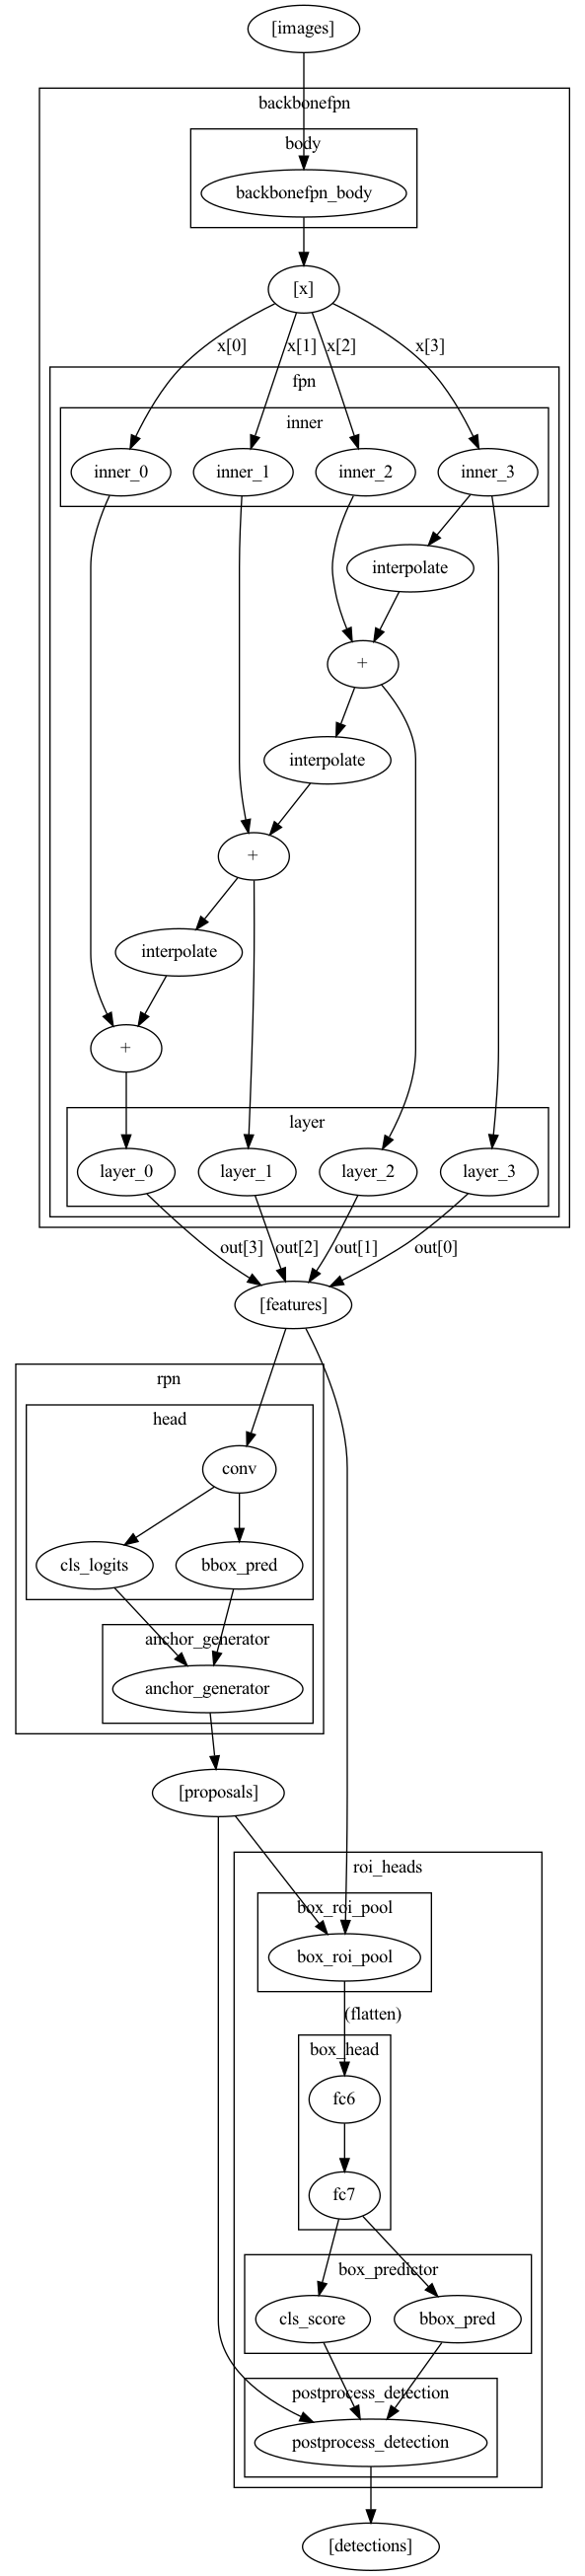 [images]
backbonefpn
body
backbonefpn_body
[x]
x[0] x[1] x[2] x[3]
fpn
inner
inner_0 inner_1 inner_2 inner_3
interpolate
+
interpolate
+
interpolate
+
layer
layer_0 layer_1 layer_2 layer_3
out[3] out[2] out[1] out[0]
[features]
rpn
head
conv
cls_logits bbox_pred
anchor_generator
anchor_generator
[proposals]
roi_heads
box_roi_pool
box_roi_pool
(flatten)
box_head
fc6
fc7
box_predictor
cls_score bbox_pred
postprocess_detection
postprocess_detection
[detections]